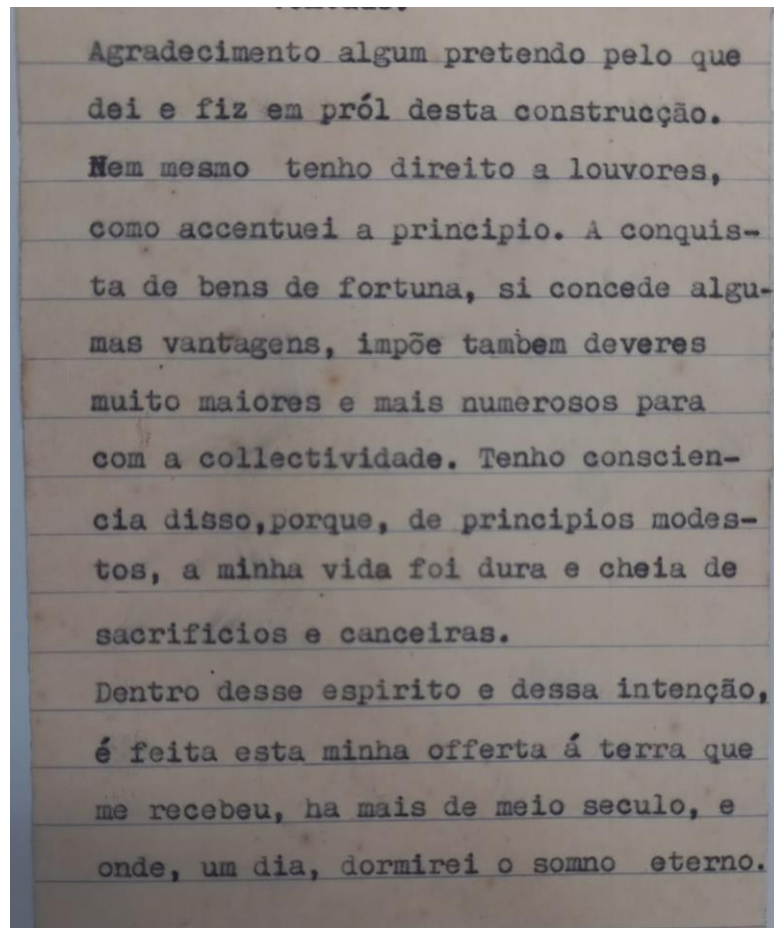 Agradecimento algum pretendo pelo que
dei e fiz em pról desta construcção.
Nem mesmo tenho direito a louvores,
como accentuei a principio. A conquis-
ta de bens de fortuna, si concede algu-
mas vantagens, impõe tambem deveres
muito maiores e mais numerosos para
com a collectividade. Tenho conscien-
cia disso,porque, de principios modes-
tos, a minha vida foi dura e cheia de
sacrificios e canceiras.
Dentro desse espirito e dessa intenção,
é feita esta minha offerta á terra que
me recebeu, ha mais de meio seculo, e
onde, um dia, dormirei o somno eterno.